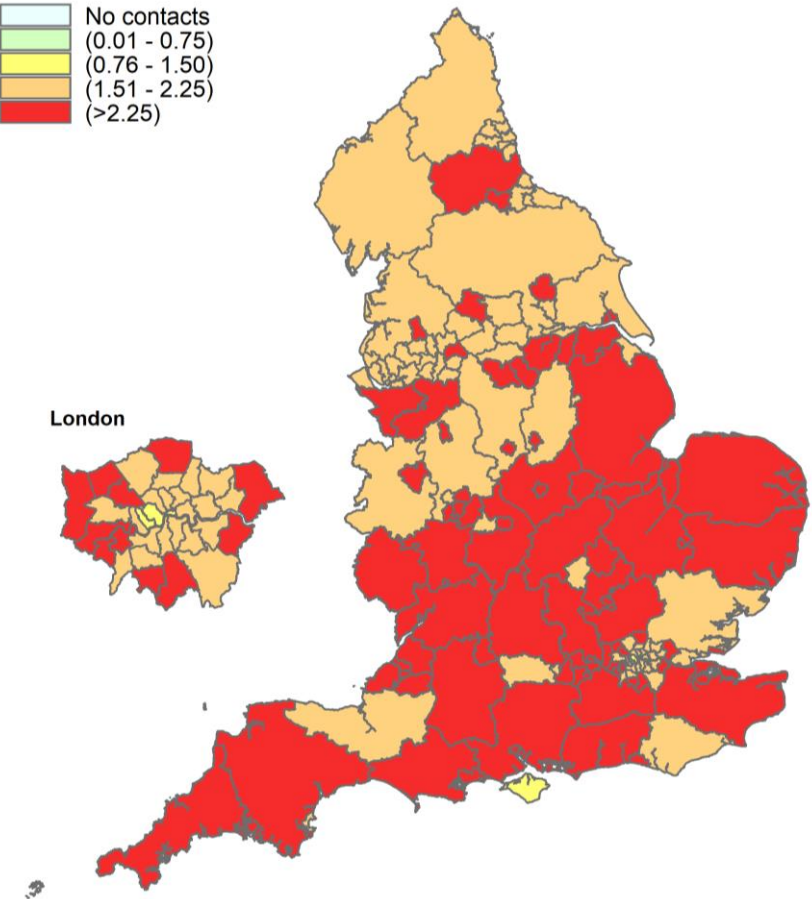 No contacts
(0.01 - 0.75)
(0.76 - 1.50)
(1.51 - 2.25)
(>2.25)
London